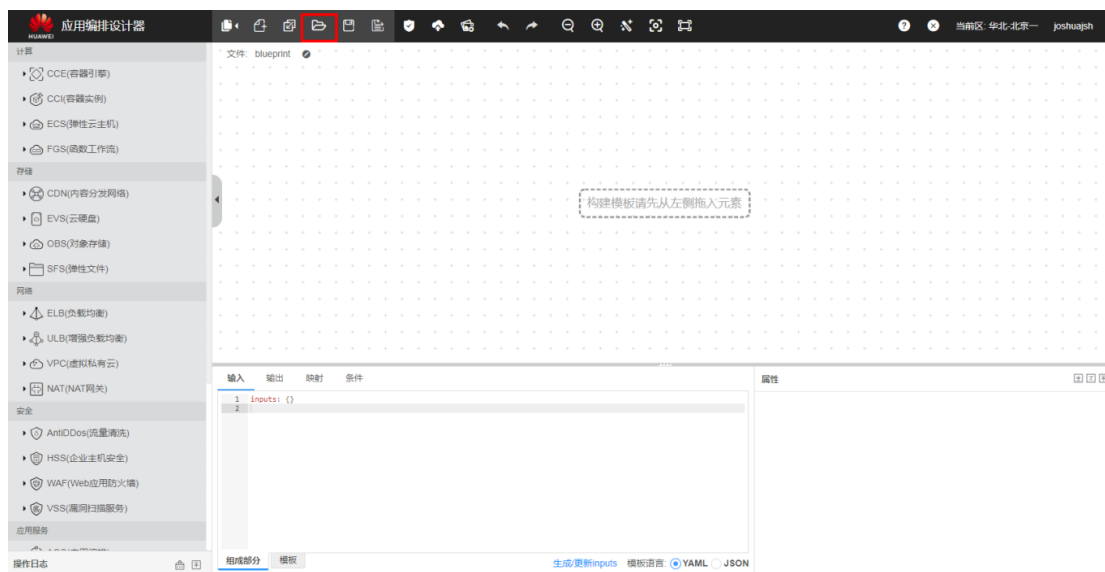 HUAWEI 应用编排设计器 当前区: 华北-北京一 joshuajsh
计算
CCE(容器引擎)
CCI(容器实例)
ECS(弹性云主机)
FGS(函数工作流)
存储
CDN(内容分发网络)
EVS(云硬盘)
OBS(对象存储)
SFS(弹性文件)
网络
ELB(负载均衡)
ULB(增强负载均衡)
VPC(虚拟私有云)
NAT(NAT网关)
安全
AntiDDos(流量清洗)
HSS(企业主机安全)
WAF(Web应用防火墙)
VSS(漏洞扫描服务)
应用服务
操作日志
文件: blueprint
构建模板请先从左侧拖入元素
输入 输出 映射 条件
1 inputs: {}
2
组成部分 模板 生成/更新inputs 模板语言: YAML JSON
属性